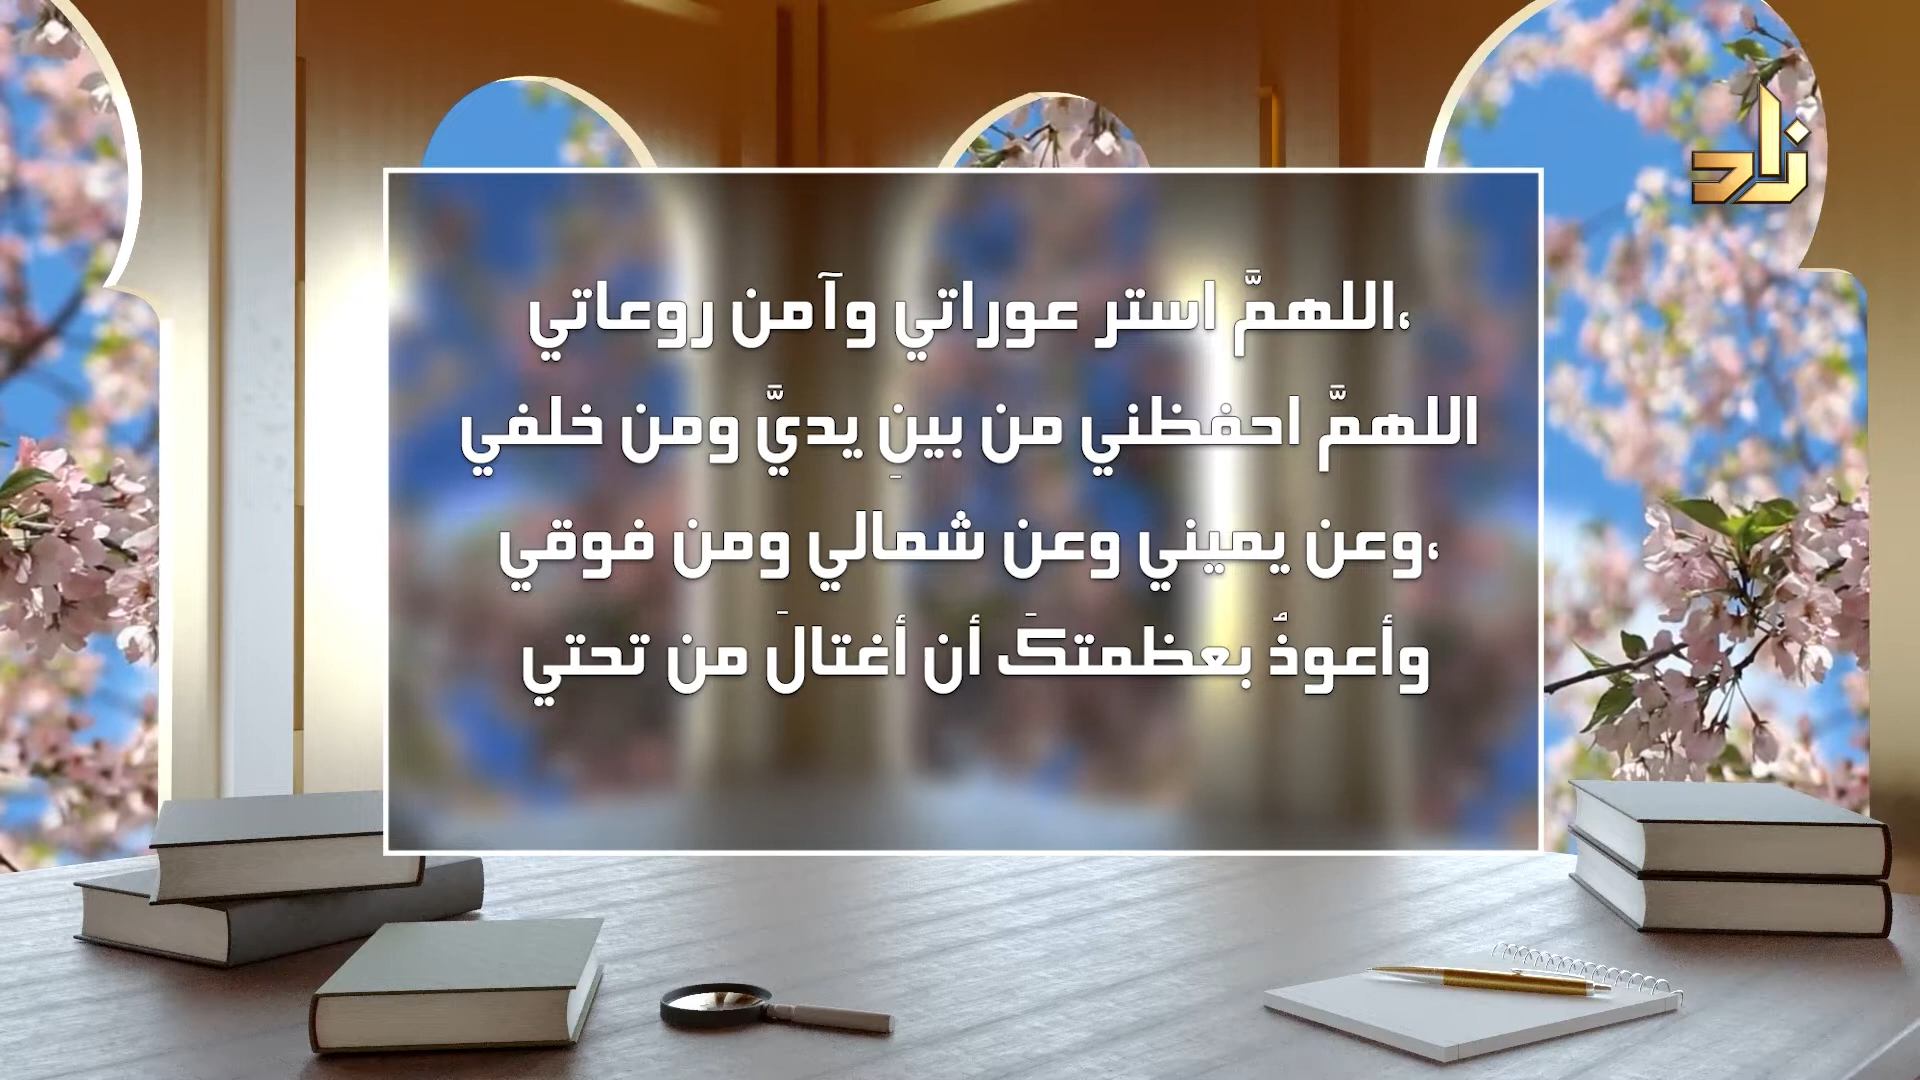 زاد
اللهمَّ استر عوراتي وآمن روعاتي،
اللهمَّ احفظني من بينِ يديَّ ومن خلفي
وعن يميني وعن شمالي ومن فوقي،
وأعوذُ بعظمتكَ أن أغتالَ من تحتي